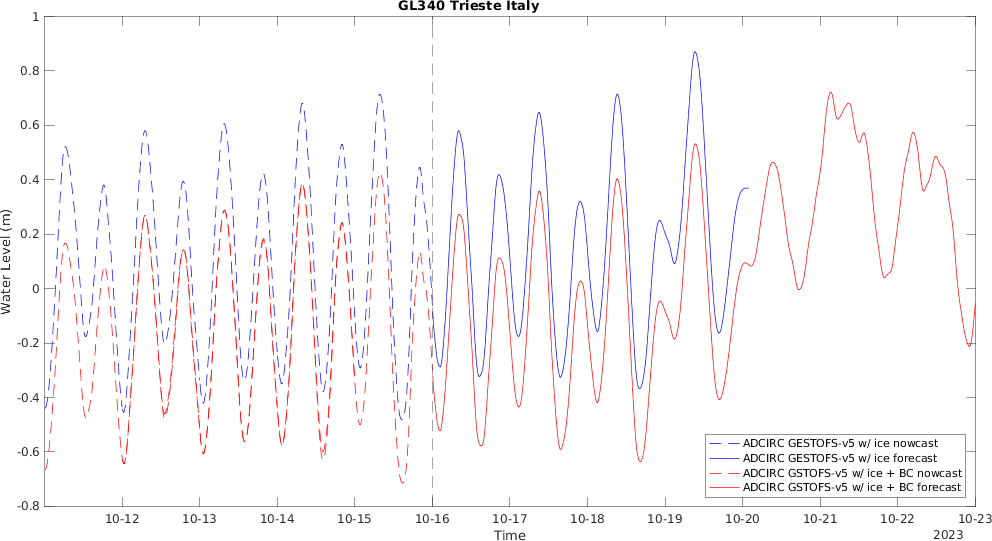 GL340 Trieste Italy
Water Level (m)
1
0.8
0.6
0.4
0.2
0
-0.2
-0.4
-0.6
-0.8
10-12 10-13 10-14 10-15 10-16 10-17 10-18 10-19 10-20 10-21 10-22 10-23
Time
2023
ADCIRC GESTOFS-v5 w/ ice nowcast
ADCIRC GESTOFS-v5 w/ ice forecast
ADCIRC GSTOFS-v5 w/ ice + BC nowcast
ADCIRC GSTOFS-v5 w/ ice + BC forecast